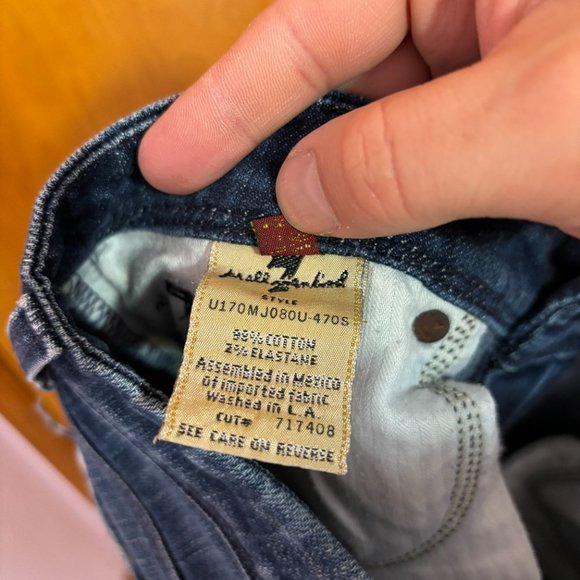 STYLE
U170MJ080U-470S
98% COTTON
2% ELASTANE
Assembled in Mexico
of imported fabric
Washed in L.A.
CUT# 717408
SEE CARE ON REVERSE